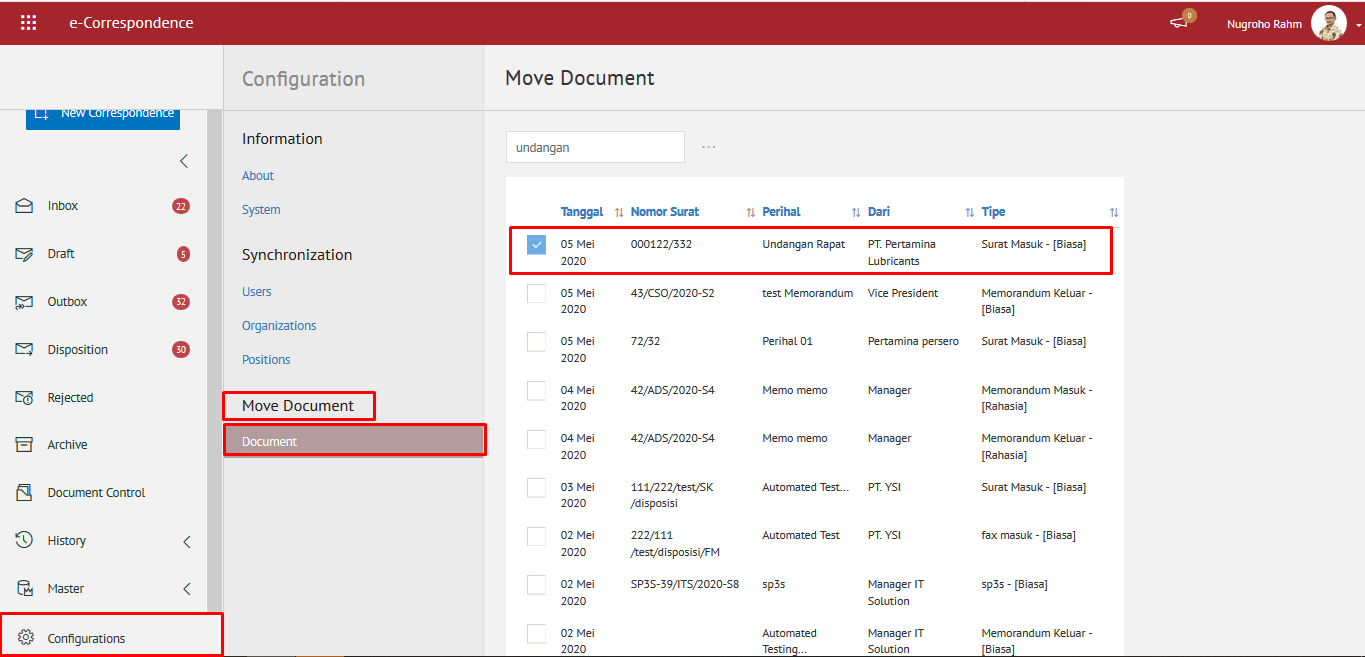 e-Correspondence
0
Nugroho Rahm
New Correspondence
Inbox 22
Draft 5
Outbox 32
Disposition 30
Rejected
Archive
Document Control
History
Master
Configurations
Configuration
Information
About
System
Synchronization
Users
Organizations
Positions
Move Document
Document
Move Document
undangan ...
Tanggal Nomor Surat Perihal Dari Tipe
05 Mei 000122/332 Undangan Rapat PT. Pertamina Surat Masuk - [Biasa]
2020 Lubricants
05 Mei 43/CSO/2020-S2 test Memorandum Vice President Memorandum Keluar -
2020 [Biasa]
05 Mei 72/32 Perihal 01 Pertamina persero Surat Masuk - [Biasa]
2020
04 Mei 42/ADS/2020-S4 Memo memo Manager Memorandum Masuk -
2020 [Rahasia]
04 Mei 42/ADS/2020-S4 Memo memo Manager Memorandum Keluar -
2020 [Rahasia]
03 Mei 111/222/test/SK Automated Test... PT. YSI Surat Masuk - [Biasa]
2020 /disposisi
02 Mei 222/111 Automated Test PT. YSI fax masuk - [Biasa]
2020 /test/disposisi/FM
02 Mei SP3S-39/ITS/2020-S8 sp3s Manager IT sp3s - [Biasa]
2020 Solution
02 Mei Automated Manager IT Memorandum Keluar -
2020 Testing... Solution [Biasa]